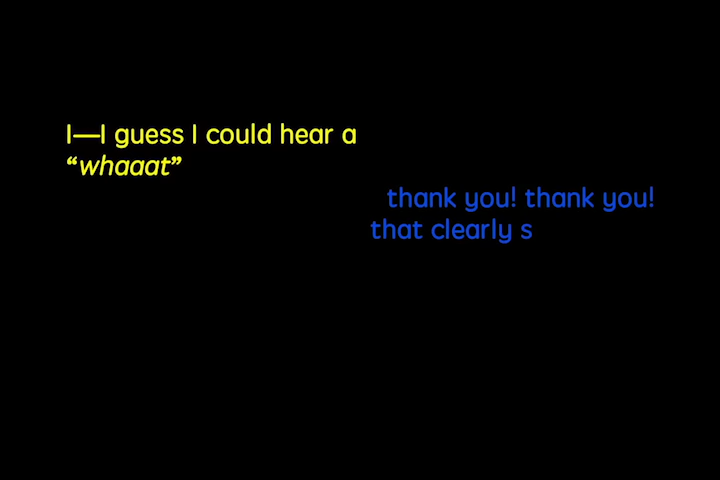 I—I guess I could hear a
“whaaat”
thank you! thank you!
that clearly s